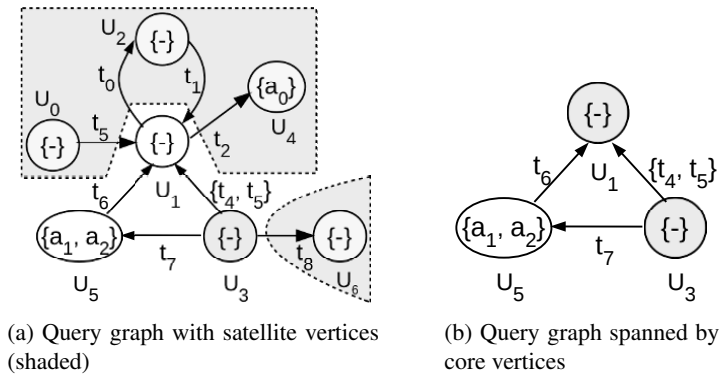 U2
{-}
t0
t1
{a0}
U4
U0
{-}
t5
{-}
t2
U1
t6
{t4, t5}
{a1, a2}
U5
t7
{-}
U3
t8
{-}
U6
(a) Query graph with satellite vertices
(shaded)
{-}
U1
t6
{t4, t5}
{a1, a2}
U5
t7
{-}
U3
(b) Query graph spanned by
core vertices